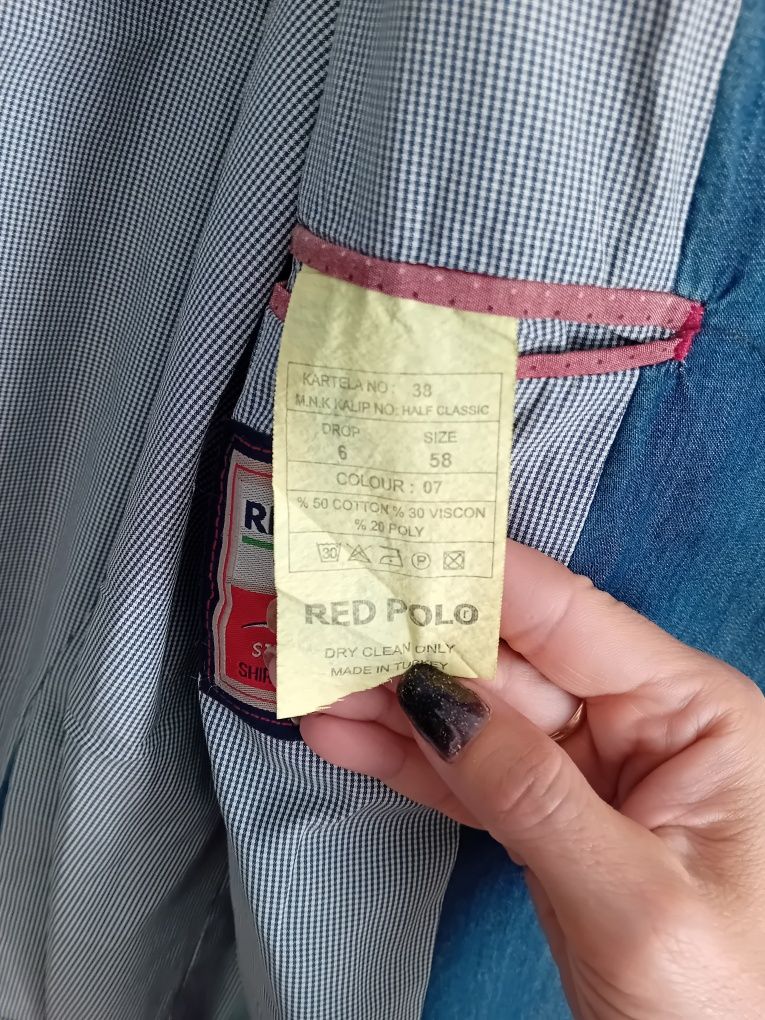 KARTELA NO : 38
M.N.K KALIP NO: HALF CLASSIC
DROP SIZE
6 58
COLOUR : 07
% 50 COTTON % 30 VISCON
% 20 POLY
30 P
RED POLO
DRY CLEAN ONLY
MADE IN TURKEY